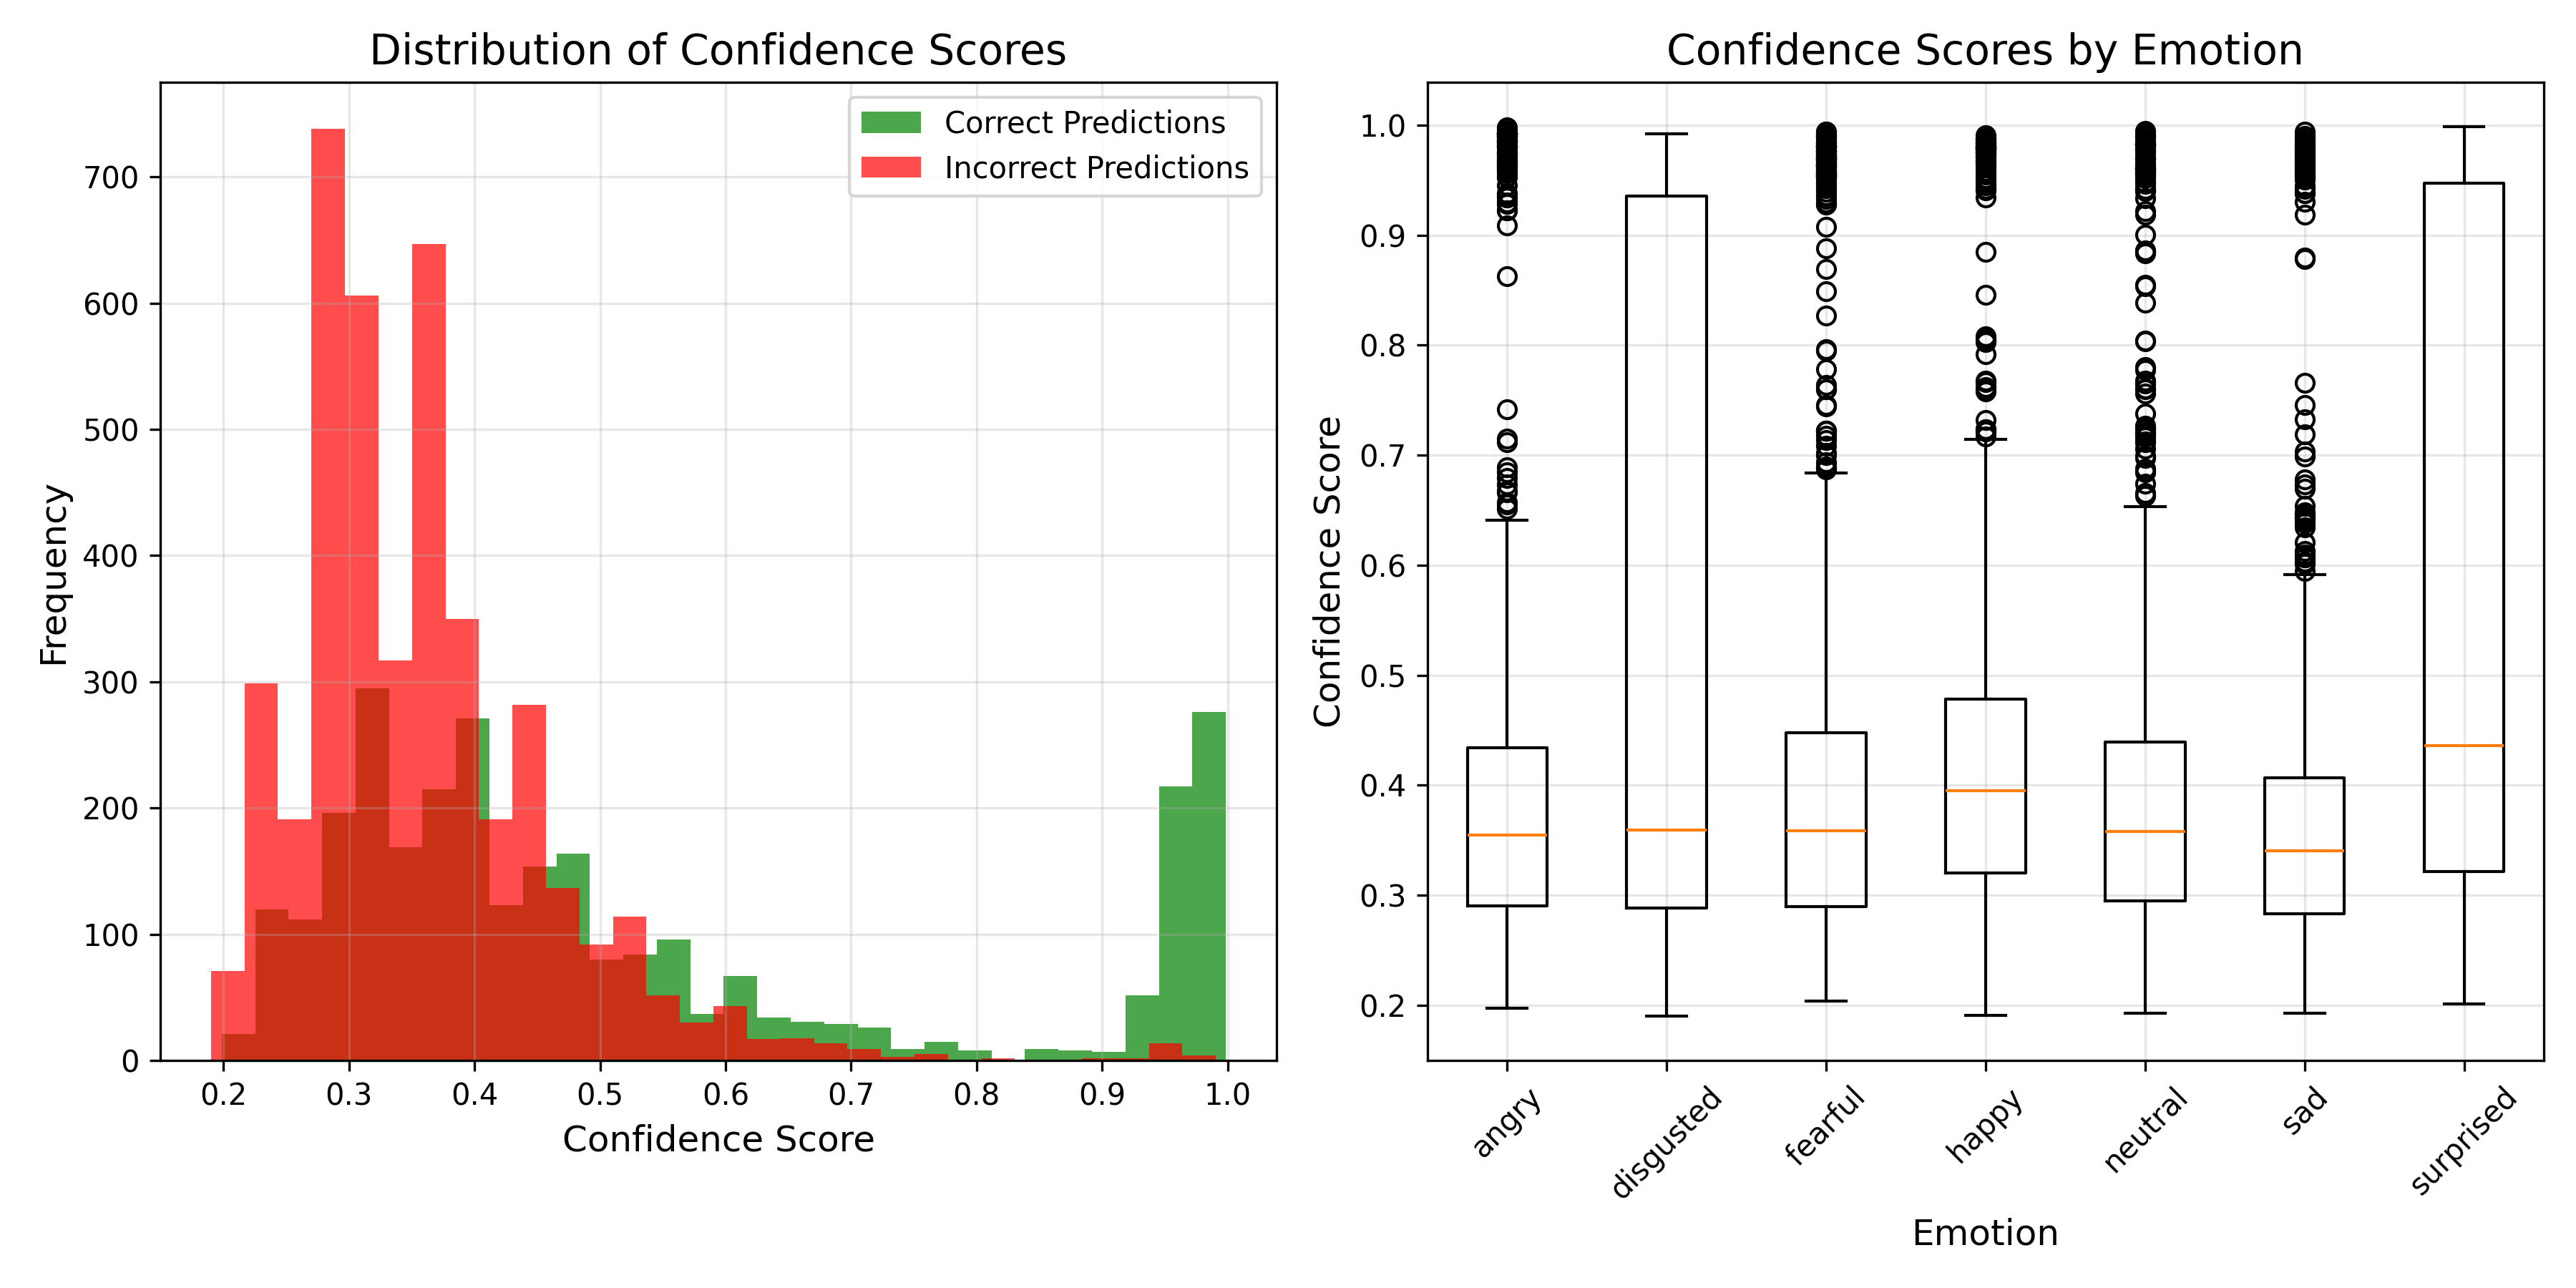 Distribution of Confidence Scores
Correct Predictions
Incorrect Predictions
700
600
500
400
300
200
100
0
Frequency
0.2 0.3 0.4 0.5 0.6 0.7 0.8 0.9 1.0
Confidence Score
Confidence Scores by Emotion
1.0
0.9
0.8
0.7
0.6
0.5
0.4
0.3
0.2
Confidence Score
angry disgusted fearful happy neutral sad surprised
Emotion